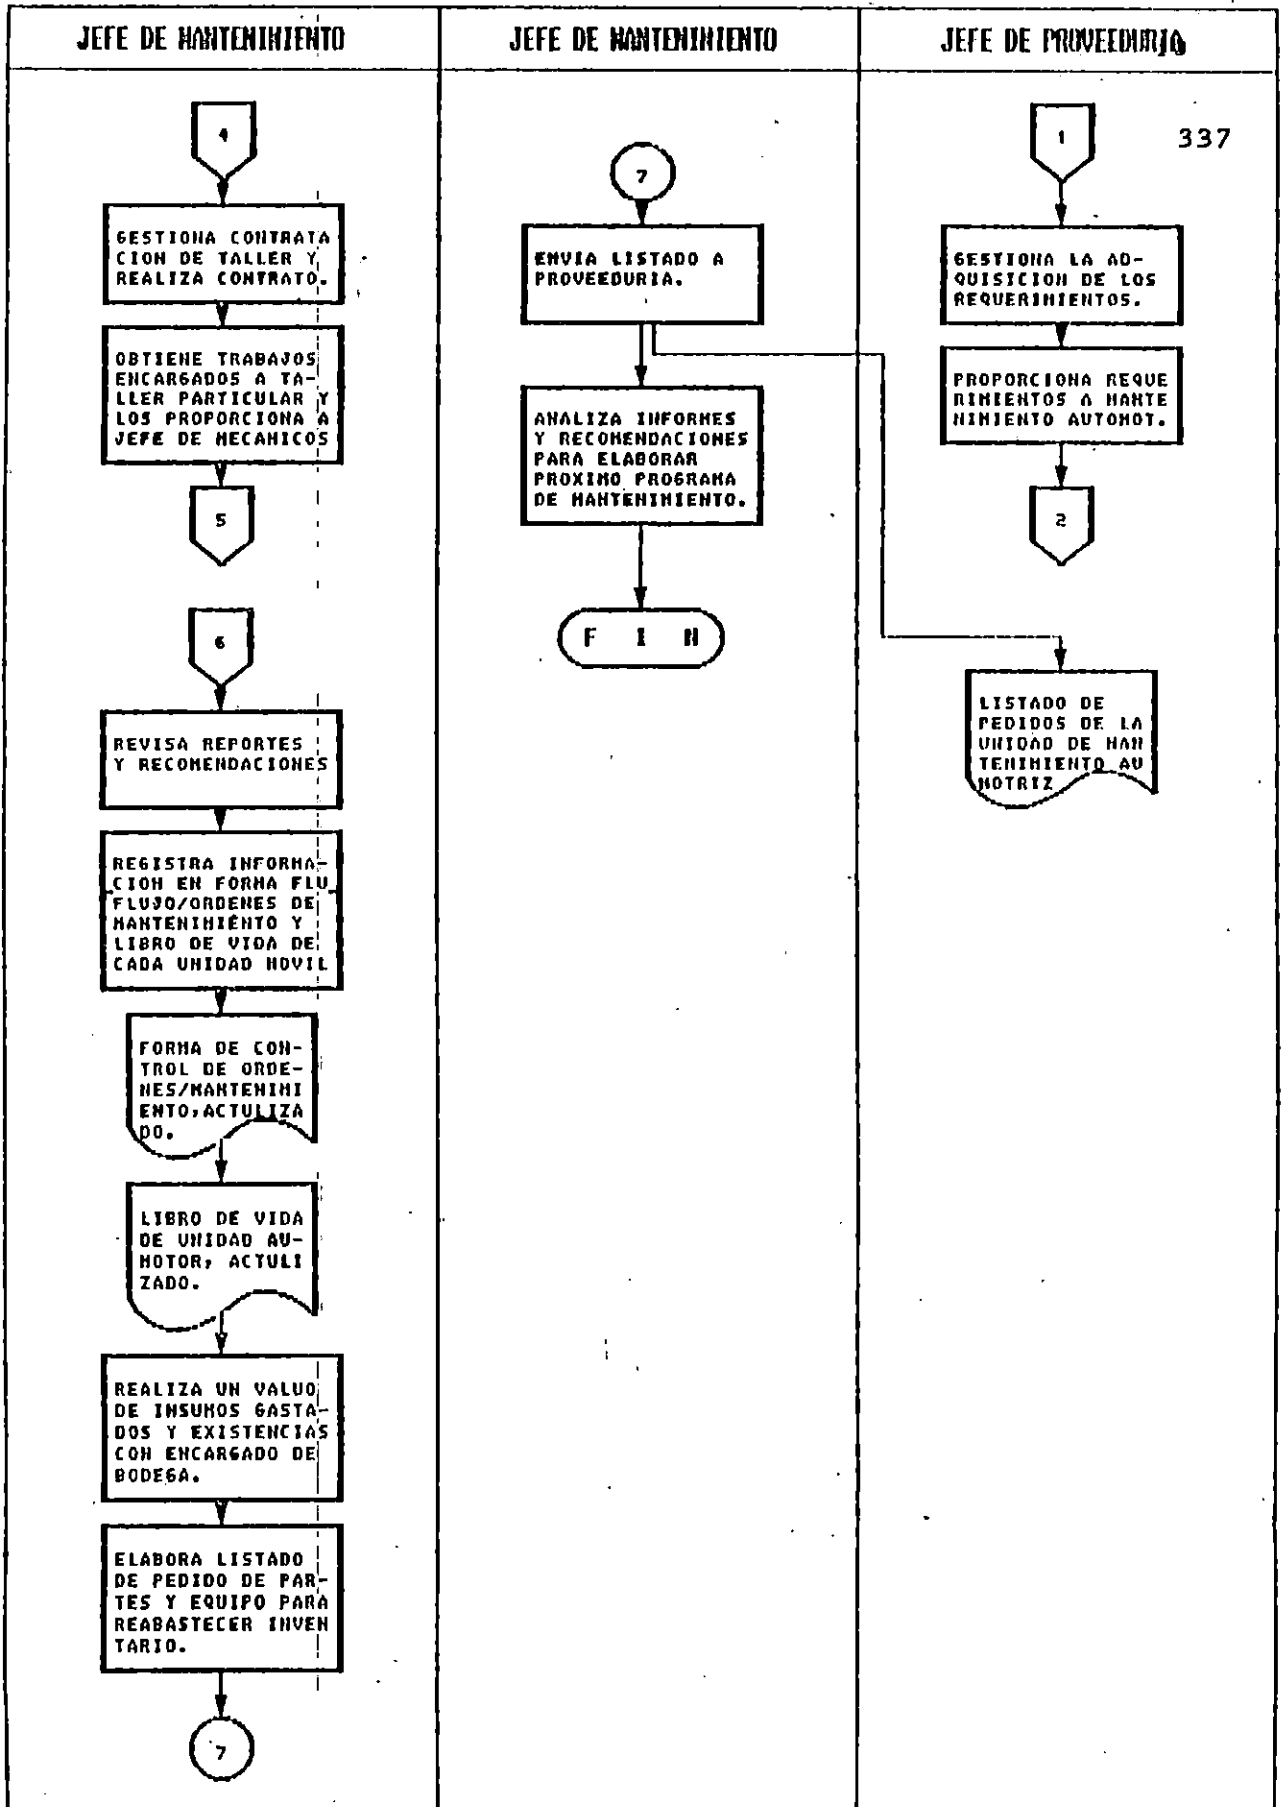 JEFE DE MANTENIMIENTO
4
GESTIONA CONTRATA
CION DE TALLER Y
REALIZA CONTRATO.
OBTIENE TRABAJOS
ENCARGADOS A TA-
LLER PARTICULAR Y
LOS PROPORCIONA A
JEFE DE MECANICOS
5
6
REVISA REPORTES
Y RECOMENDACIONES
REGISTRA INFORMA-
CION EN FORMA FLU
FLUJO/ORDENES DE
MANTENIMIENTO Y
LIBRO DE VIDA DE
CADA UNIDAD MOVIL
FORMA DE CON-
TROL DE ORDE-
NES/MANTENIMI
ENTO, ACTULIZA
DO.
LIBRO DE VIDA
DE UNIDAD AU-
MOTOR, ACTULI
ZADO.
REALIZA UN VALUO
DE INSUMOS GASTA-
DOS Y EXISTENCIAS
CON ENCARGADO DE
BODEGA.
ELABORA LISTADO
DE PEDIDO DE PAR-
TES Y EQUIPO PARA
REABASTECER INVEN
TARIO.
7
JEFE DE MANTENIMIENTO
7
ENVIA LISTADO A
PROVEEDURIA.
ANALIZA INFORMES
Y RECOMENDACIONES
PARA ELABORAR
PROXIMO PROGRAMA
DE MANTENIMIENTO.
F I N
JEFE DE PROVEEDURIA
337
1
GESTIONA LA AD-
QUISICION DE LOS
REQUERIMIENTOS.
PROPORCIONA REQUE
RIMIENTOS A MANTE
NIMIENTO AUTOMOT.
2
LISTADO DE
PEDIDOS DE LA
UNIDAD DE MAN
TENIMIENTO AU
MOTRIZ